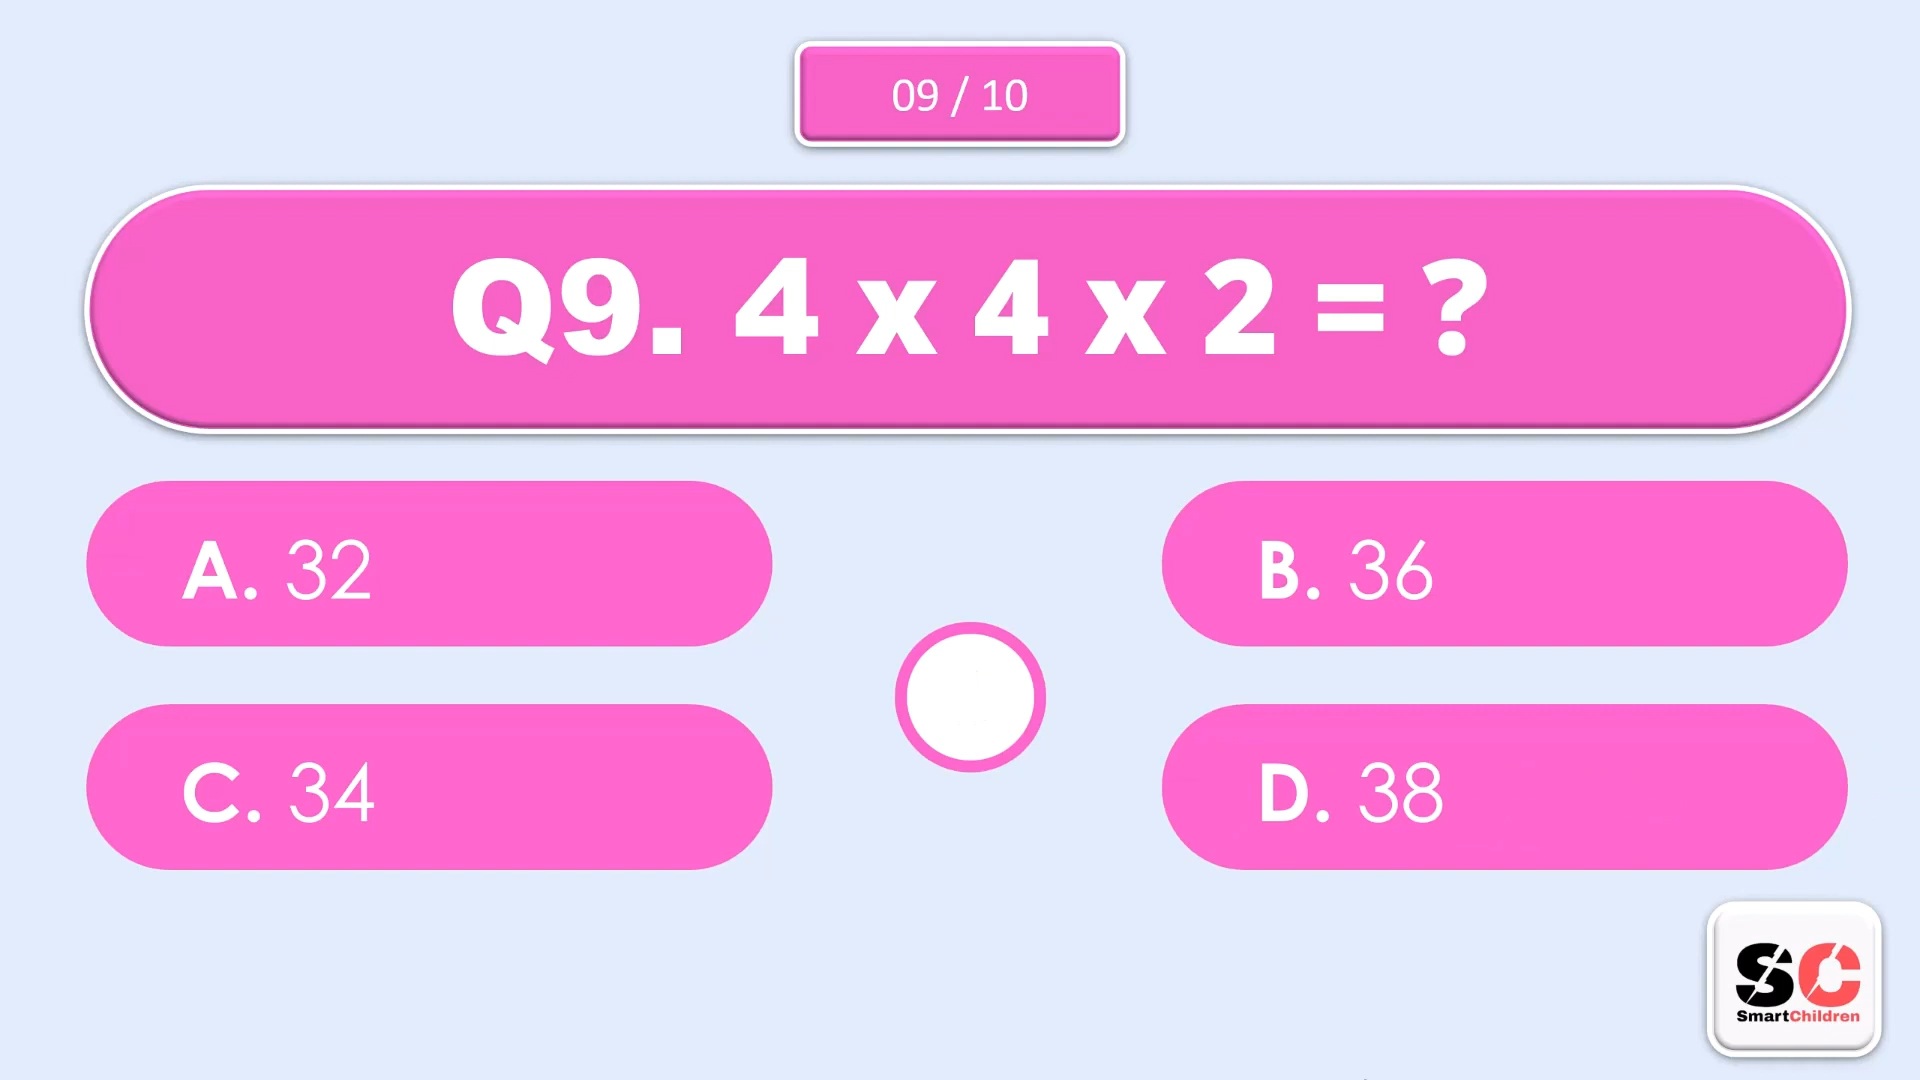 09 / 10
Q9. 4 x 4 x 2 = ?
A. 32
B. 36
C. 34
D. 38
SC
SmartChildren